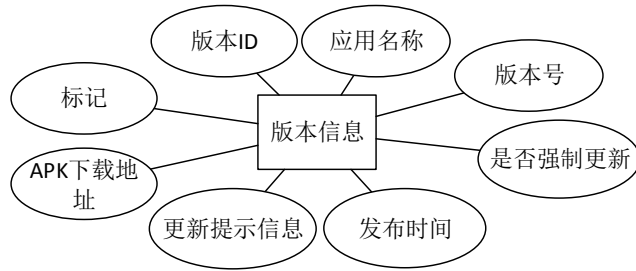 版本ID
应用名称
版本号
标记
版本信息
是否强制更新
APK下载地
址
更新提示信息
发布时间